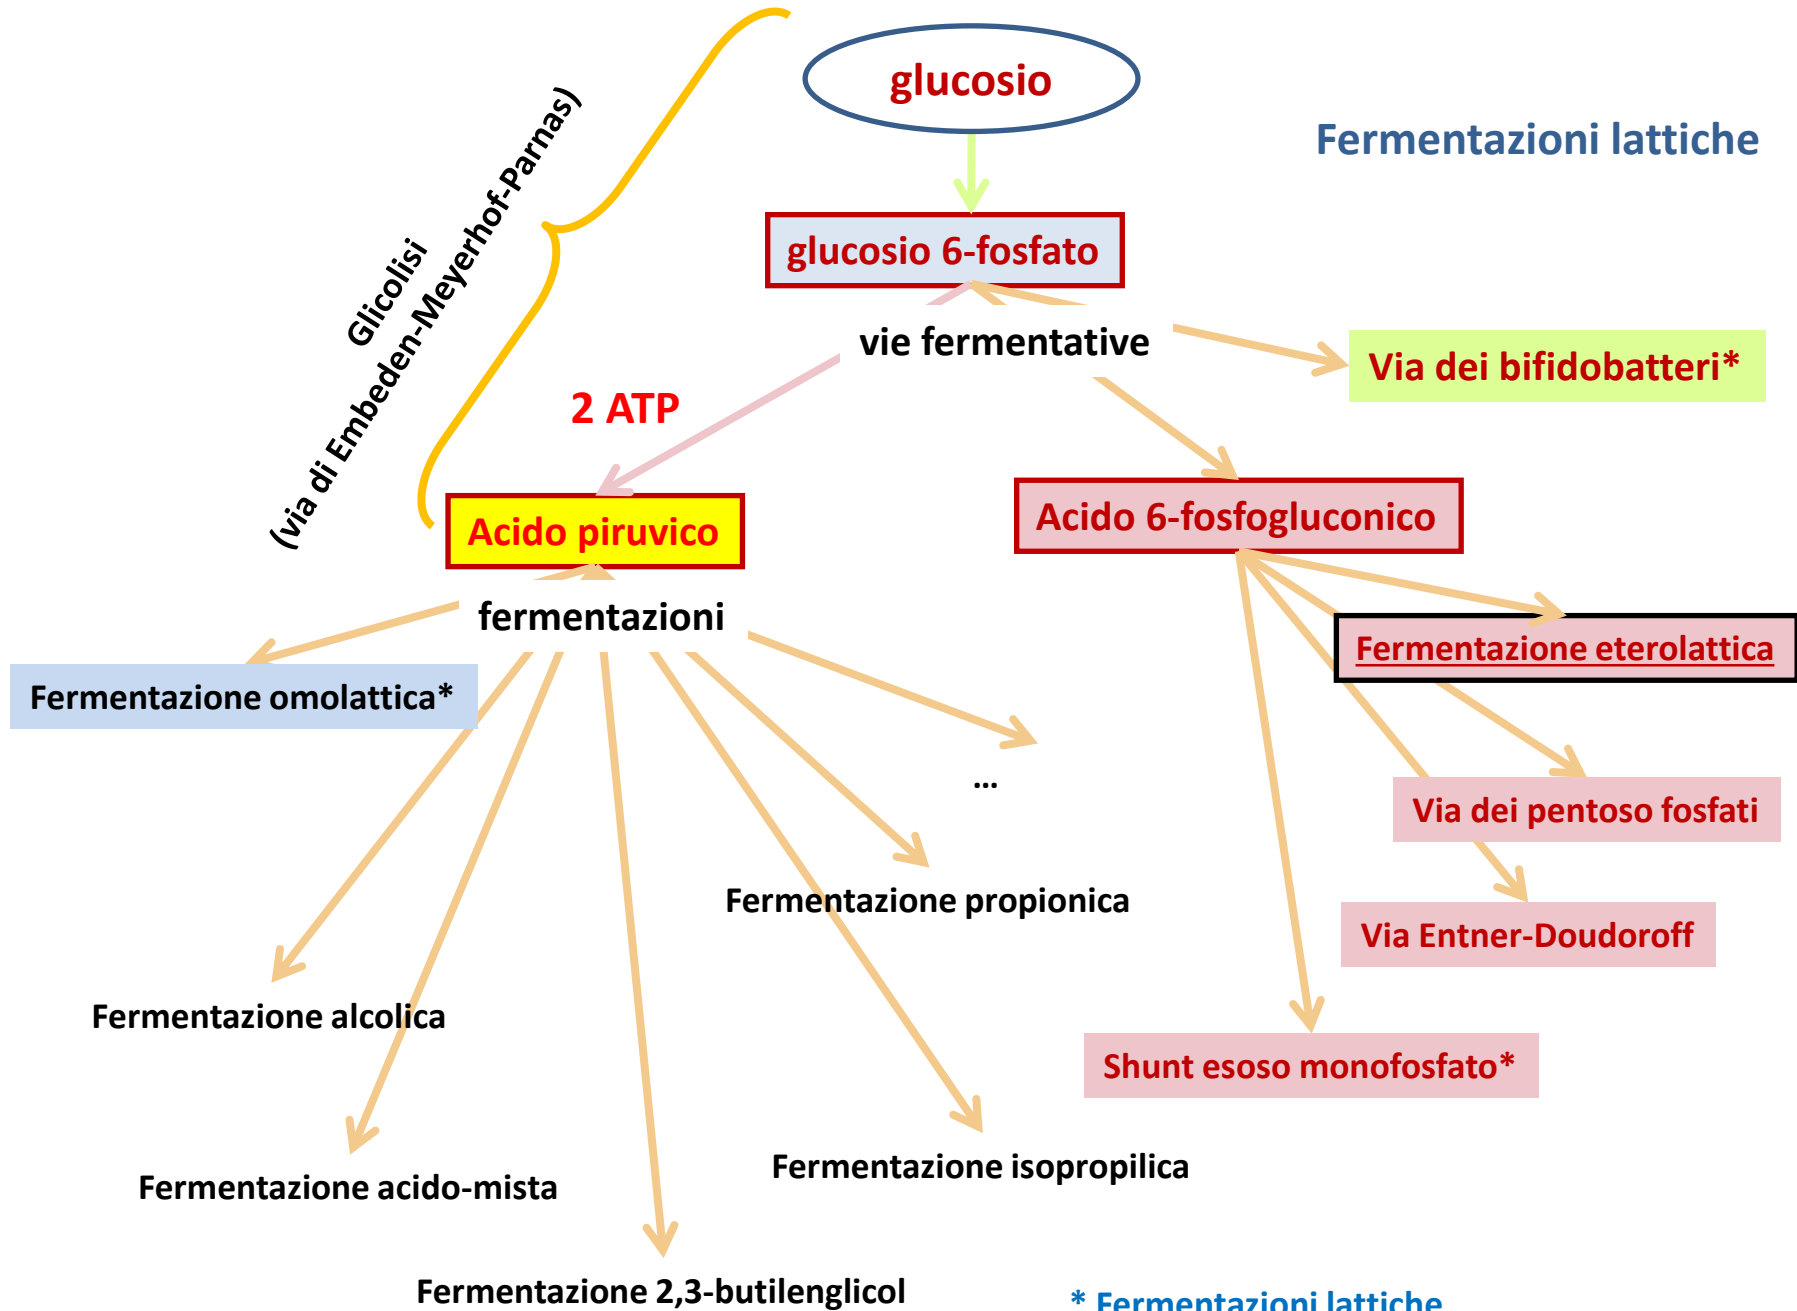 glucosio
Fermentazioni lattiche
Glicolisi
(via di Embeden-Meyerhof-Parnas)
glucosio 6-fosfato
vie fermentative
Via dei bifidobatteri*
2 ATP
Acido piruvico
Acido 6-fosfogluconico
fermentazioni
Fermentazione eterolattica
Fermentazione omolattica*
...
Via dei pentoso fosfati
Fermentazione propionica
Via Entner-Doudoroff
Fermentazione alcolica
Shunt esoso monofosfato*
Fermentazione isopropilica
Fermentazione acido-mista
Fermentazione 2,3-butilenglicol
* Fermentazioni lattiche